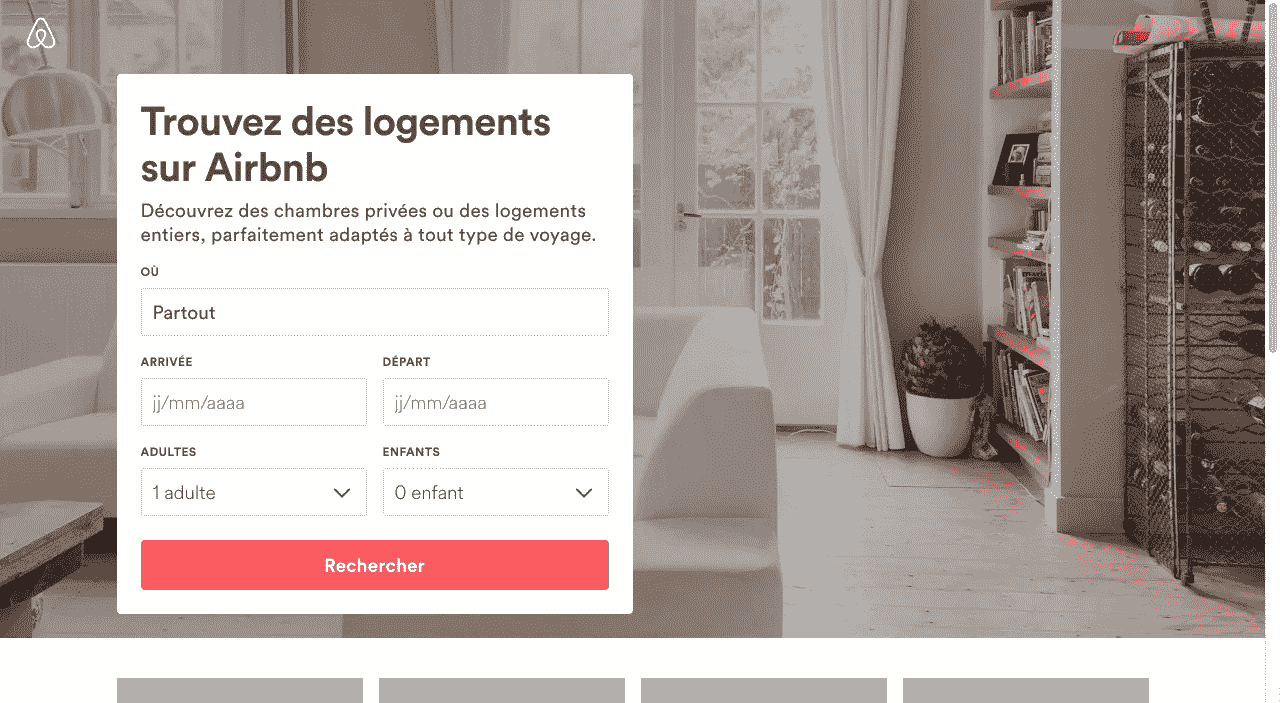 Trouvez des logements
sur Airbnb
Découvrez des chambres privées ou des logements
entiers, parfaitement adaptés à tout type de voyage.
OÙ
Partout
ARRIVÉE
DÉPART
jj/mm/aaaa
jj/mm/aaaa
ADULTES
ENFANTS
1 adulte
0 enfant
Rechercher